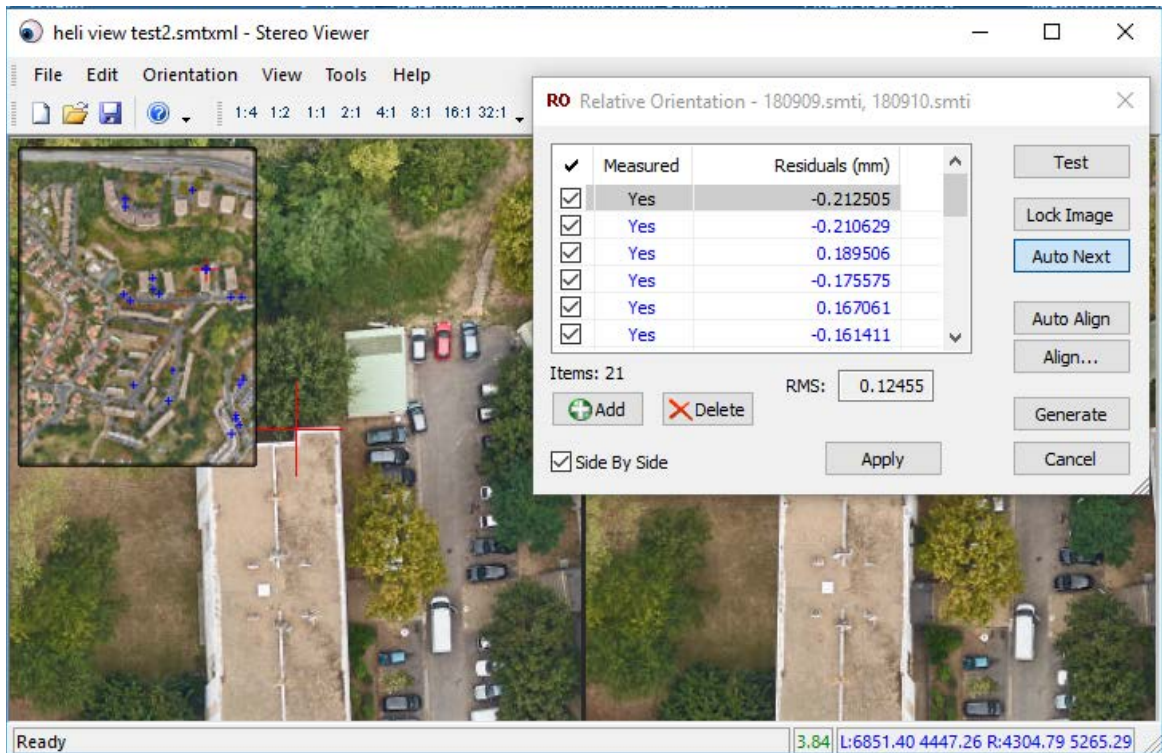 heli view test2.smtxml - Stereo Viewer
File Edit Orientation View Tools Help
1:4 1:2 1:1 2:1 4:1 8:1 16:1 32:1
RO Relative Orientation - 180909.smti, 180910.smti
Measured Residuals (mm)
Yes -0.212505
Yes -0.210629
Yes 0.189506
Yes -0.175575
Yes 0.167061
Yes -0.161411
Items: 21
RMS: 0.12455
Add Delete
Side By Side
Apply
Test
Lock Image
Auto Next
Auto Align
Align...
Generate
Cancel
Ready
3.84 L:6851.40 4447.26 R:4304.79 5265.29